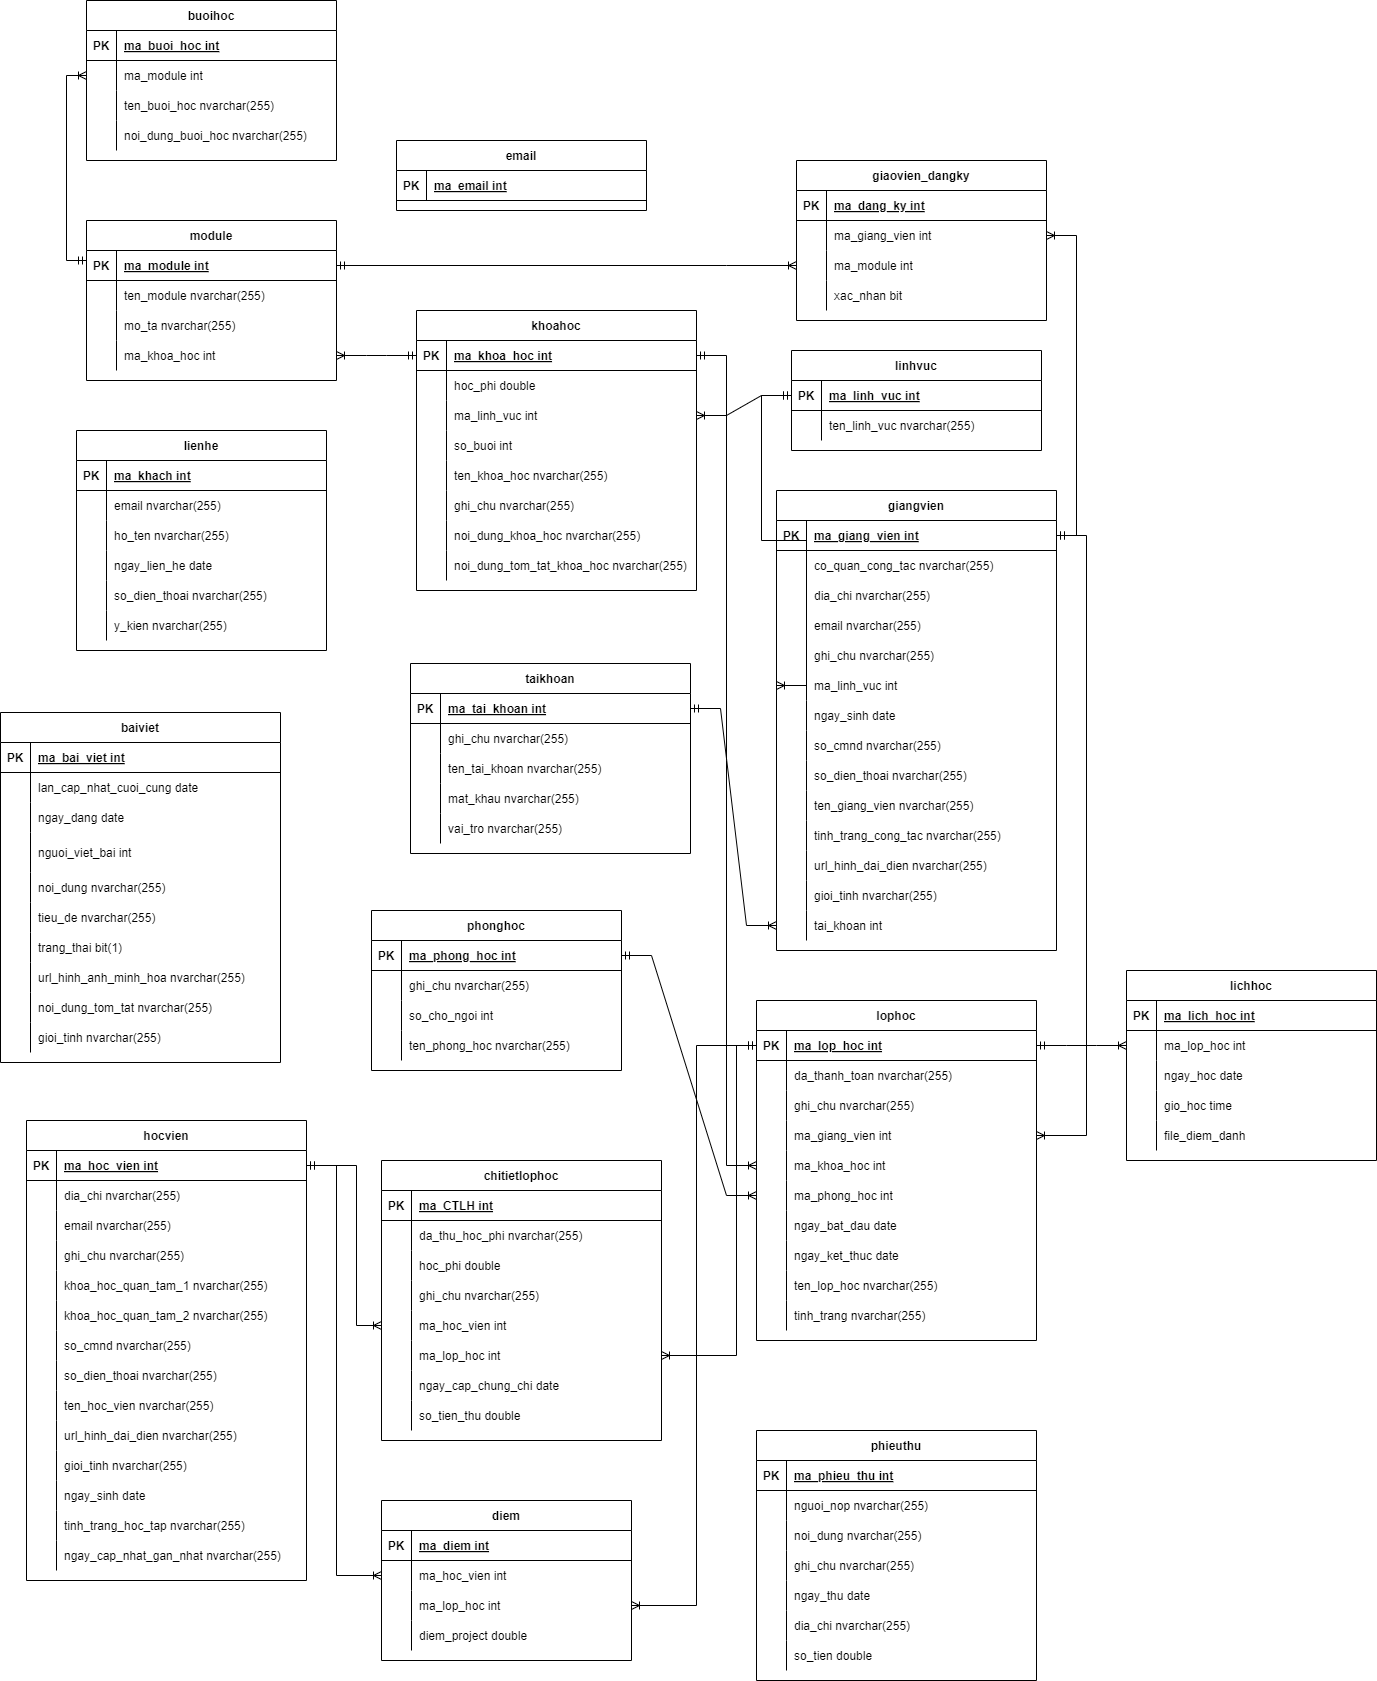 buoihoc
PK ma_buoi_hoc int
ma_module int
ten_buoi_hoc nvarchar(255)
noi_dung_buoi_hoc nvarchar(255)
email
PK ma_email int
giaovien_dangky
PK ma_dang_ky int
ma_giang_vien int
ma_module int
xac_nhan bit
module
PK ma_module int
ten_module nvarchar(255)
mo_ta nvarchar(255)
ma_khoa_hoc int
khoahoc
PK ma_khoa_hoc int
hoc_phi double
ma_linh_vuc int
so_buoi int
ten_khoa_hoc nvarchar(255)
ghi_chu nvarchar(255)
noi_dung_khoa_hoc nvarchar(255)
noi_dung_tom_tat_khoa_hoc nvarchar(255)
linhvuc
PK ma_linh_vuc int
ten_linh_vuc nvarchar(255)
lienhe
PK ma_khach int
email nvarchar(255)
ho_ten nvarchar(255)
ngay_lien_he date
so_dien_thoai nvarchar(255)
y_kien nvarchar(255)
giangvien
PK ma_giang_vien int
co_quan_cong_tac nvarchar(255)
dia_chi nvarchar(255)
email nvarchar(255)
ghi_chu nvarchar(255)
ma_linh_vuc int
ngay_sinh date
so_cmnd nvarchar(255)
so_dien_thoai nvarchar(255)
ten_giang_vien nvarchar(255)
tinh_trang_cong_tac nvarchar(255)
url_hinh_dai_dien nvarchar(255)
gioi_tinh nvarchar(255)
tai_khoan int
taikhoan
PK ma_tai_khoan int
ghi_chu nvarchar(255)
ten_tai_khoan nvarchar(255)
mat_khau nvarchar(255)
vai_tro nvarchar(255)
baiviet
PK ma_bai_viet int
lan_cap_nhat_cuoi_cung date
ngay_dang date
nguoi_viet_bai int
noi_dung nvarchar(255)
tieu_de nvarchar(255)
trang_thai bit(1)
url_hinh_anh_minh_hoa nvarchar(255)
noi_dung_tom_tat nvarchar(255)
gioi_tinh nvarchar(255)
phonghoc
PK ma_phong_hoc int
ghi_chu nvarchar(255)
so_cho_ngoi int
ten_phong_hoc nvarchar(255)
lophoc
PK ma_lop_hoc int
da_thanh_toan nvarchar(255)
ghi_chu nvarchar(255)
ma_giang_vien int
ma_khoa_hoc int
ma_phong_hoc int
ngay_bat_dau date
ngay_ket_thuc date
ten_lop_hoc nvarchar(255)
tinh_trang nvarchar(255)
lichhoc
PK ma_lich_hoc int
ma_lop_hoc int
ngay_hoc date
gio_hoc time
file_diem_danh
hocvien
PK ma_hoc_vien int
dia_chi nvarchar(255)
email nvarchar(255)
ghi_chu nvarchar(255)
khoa_hoc_quan_tam_1 nvarchar(255)
khoa_hoc_quan_tam_2 nvarchar(255)
so_cmnd nvarchar(255)
so_dien_thoai nvarchar(255)
ten_hoc_vien nvarchar(255)
url_hinh_dai_dien nvarchar(255)
gioi_tinh nvarchar(255)
ngay_sinh date
tinh_trang_hoc_tap nvarchar(255)
ngay_cap_nhat_gan_nhat nvarchar(255)
chitietlophoc
PK ma_CTLH int
da_thu_hoc_phi nvarchar(255)
hoc_phi double
ghi_chu nvarchar(255)
ma_hoc_vien int
ma_lop_hoc int
ngay_cap_chung_chi date
so_tien_thu double
diem
PK ma_diem int
ma_hoc_vien int
ma_lop_hoc int
diem_project double
phieuthu
PK ma_phieu_thu int
nguoi_nop nvarchar(255)
noi_dung nvarchar(255)
ghi_chu nvarchar(255)
ngay_thu date
dia_chi nvarchar(255)
so_tien double